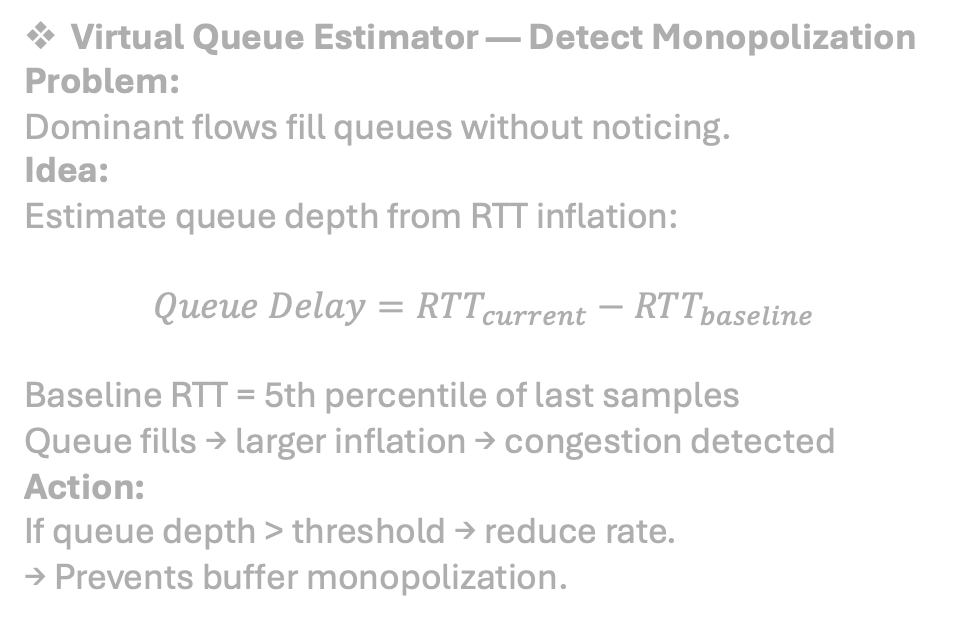 ❖ Virtual Queue Estimator — Detect Monopolization
Problem:
Dominant flows fill queues without noticing.
Idea:
Estimate queue depth from RTT inflation:
Queue Delay = RTT_current − RTT_baseline
Baseline RTT = 5th percentile of last samples
Queue fills → larger inflation → congestion detected
Action:
If queue depth > threshold → reduce rate.
→ Prevents buffer monopolization.